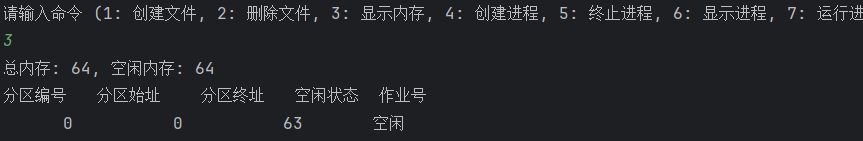 请输入命令 (1: 创建文件, 2: 删除文件, 3: 显示内存, 4: 创建进程, 5: 终止进程, 6: 显示进程, 7: 运行进
3
总内存: 64, 空闲内存: 64
分区编号 分区始址 分区终址 空闲状态 作业号
0 0 63 空闲